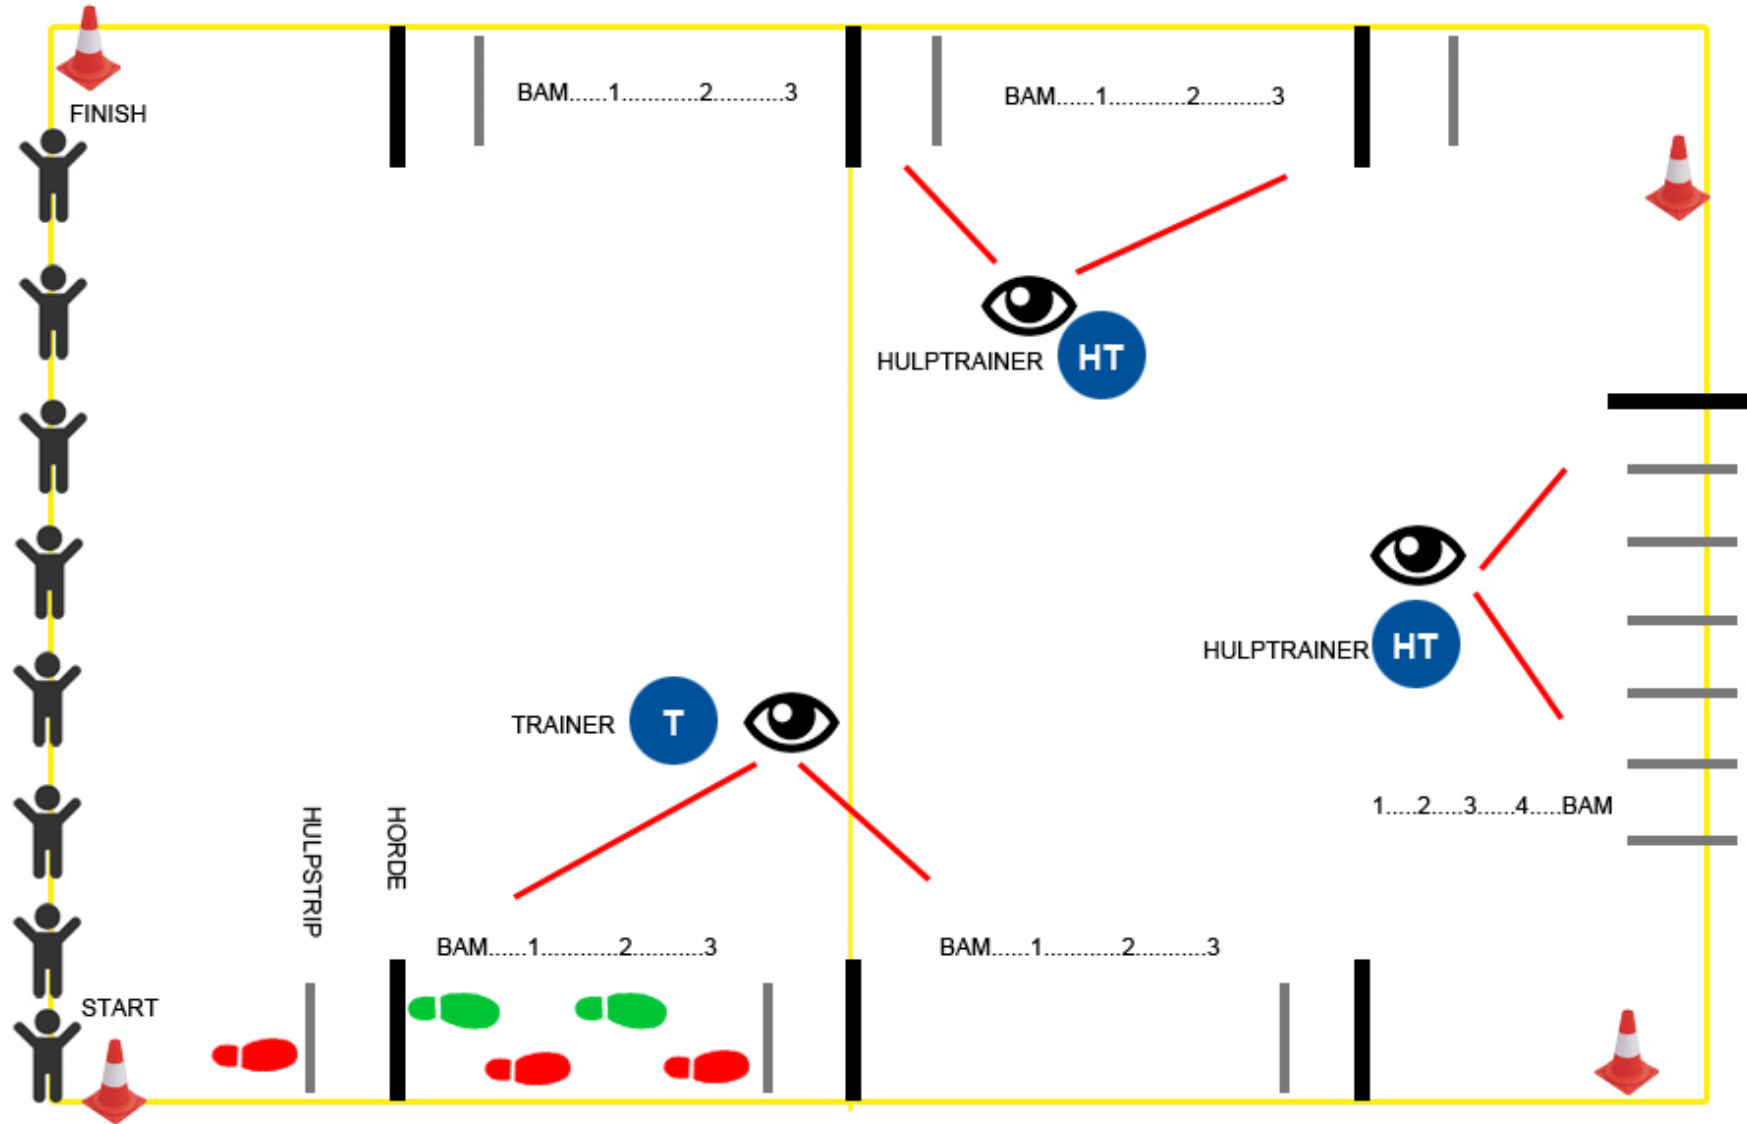 FINISH
BAM......1............2...........3
BAM......1............2...........3
HULPTRAINER
HT
HULPTRAINER
HT
TRAINER
T
1.....2.....3......4.....BAM
HULPSTRIP
HORDE
BAM......1............2...........3
BAM......1............2...........3
START